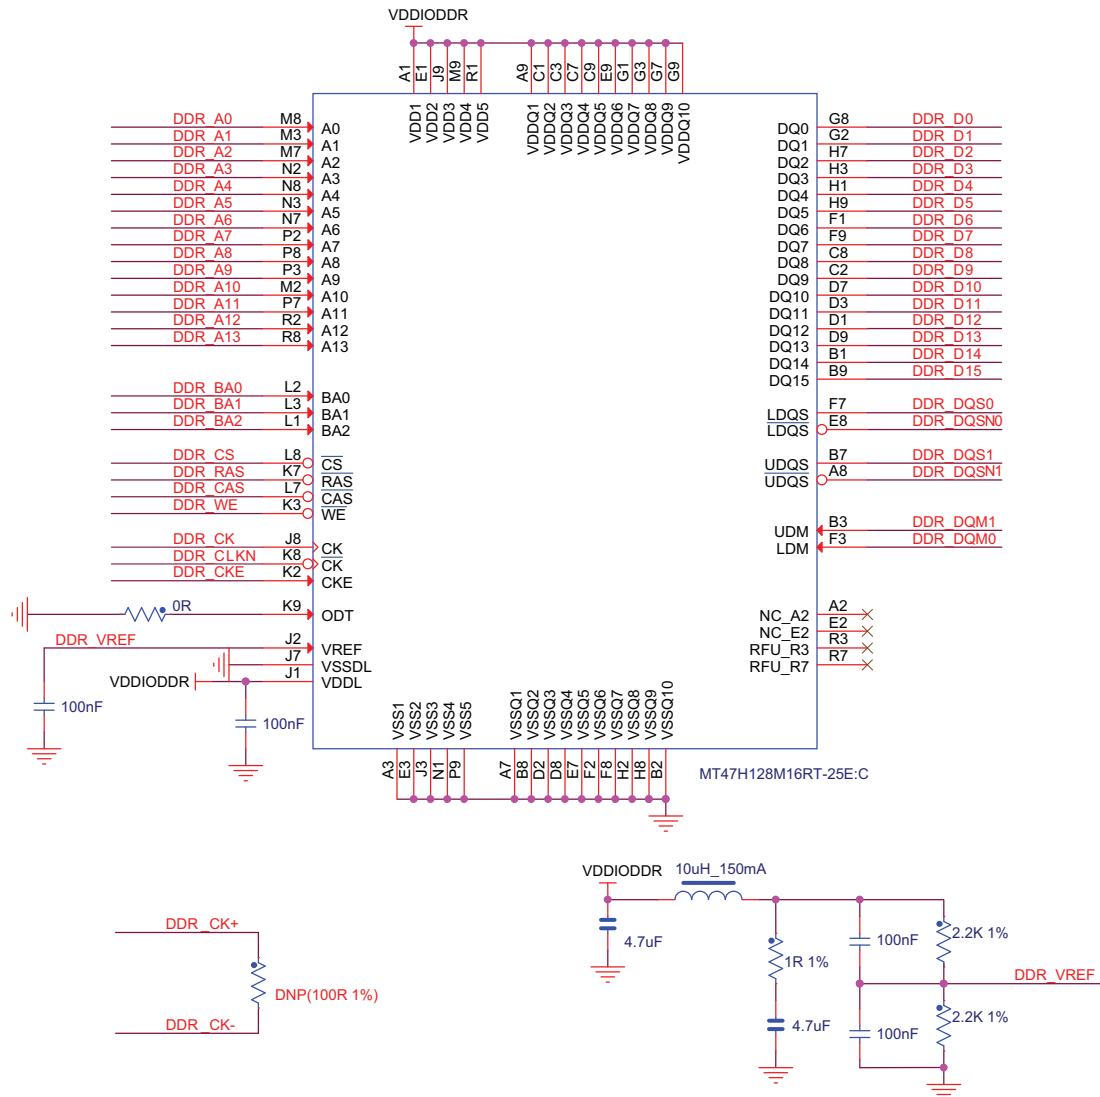 VDDIODDR
A1 E1 J9 M9 R1 A9 C1 C3 C7 C9 E9 G1 G3 G7 G9
VDD1 VDD2 VDD3 VDD4 VDD5 VDDQ1 VDDQ2 VDDQ3 VDDQ4 VDDQ5 VDDQ6 VDDQ7 VDDQ8 VDDQ9 VDDQ10
DDR_A0 M8 A0
DDR_A1 M3 A1
DDR_A2 M7 A2
DDR_A3 N2 A3
DDR_A4 N8 A4
DDR_A5 N3 A5
DDR_A6 N7 A6
DDR_A7 P2 A7
DDR_A8 P8 A8
DDR_A9 P3 A9
DDR_A10 M2 A10
DDR_A11 P7 A11
DDR_A12 R2 A12
DDR_A13 R8 A13
DDR_BA0 L2 BA0
DDR_BA1 L3 BA1
DDR_BA2 L1 BA2
DDR_CS L8 CS
DDR_RAS K7 RAS
DDR_CAS L7 CAS
DDR_WE K3 WE
DDR_CK J8 CK
DDR_CLKN K8 CK
DDR_CKE K2 CKE
0R K9 ODT
DDR_VREF J2 VREF
J7 VSSDL
VDDIODDR J1 VDDL
100nF
100nF
DQ0 G8 DDR_D0
DQ1 G2 DDR_D1
DQ2 H7 DDR_D2
DQ3 H3 DDR_D3
DQ4 H1 DDR_D4
DQ5 H9 DDR_D5
DQ6 F1 DDR_D6
DQ7 F9 DDR_D7
DQ8 C8 DDR_D8
DQ9 C2 DDR_D9
DQ10 D7 DDR_D10
DQ11 D3 DDR_D11
DQ12 D1 DDR_D12
DQ13 D9 DDR_D13
DQ14 B1 DDR_D14
DQ15 B9 DDR_D15
LDQS F7 DDR_DQS0
LDQS E8 DDR_DQSN0
UDQS B7 DDR_DQS1
UDQS A8 DDR_DQSN1
UDM B3 DDR_DQM1
LDM F3 DDR_DQM0
NC_A2 A2
NC_E2 E2
RFU_R3 R3
RFU_R7 R7
VSS1 VSS2 VSS3 VSS4 VSS5 VSSQ1 VSSQ2 VSSQ3 VSSQ4 VSSQ5 VSSQ6 VSSQ7 VSSQ8 VSSQ9 VSSQ10
A3 E3 J3 N1 P9 A7 B8 D2 D8 E7 F2 F8 H2 H8 B2
MT47H128M16RT-25E:C
DDR_CK+
DNP(100R 1%)
DDR_CK-
VDDIODDR
10uH_150mA
4.7uF
1R 1%
4.7uF
100nF
2.2K 1%
DDR_VREF
100nF
2.2K 1%